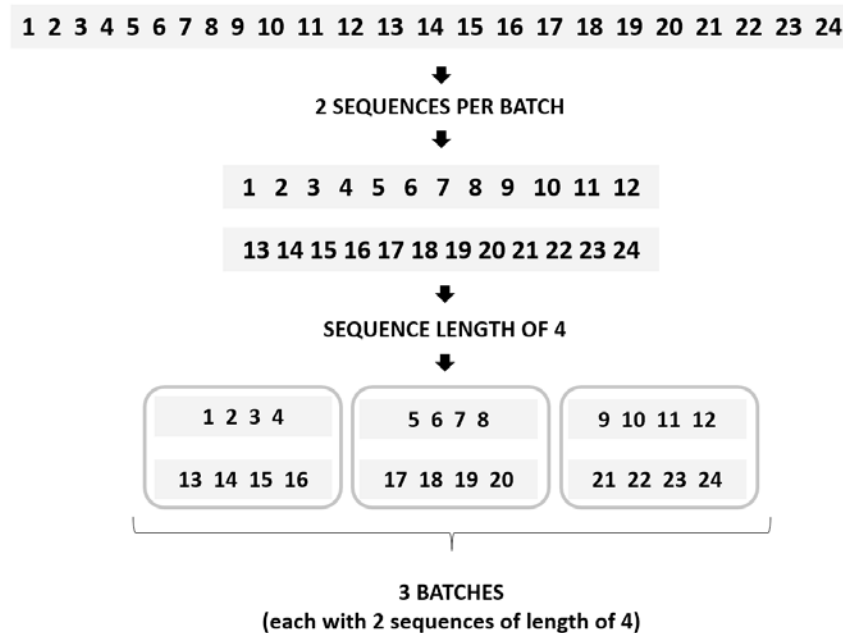 1 2 3 4 5 6 7 8 9 10 11 12 13 14 15 16 17 18 19 20 21 22 23 24
2 SEQUENCES PER BATCH
1 2 3 4 5 6 7 8 9 10 11 12
13 14 15 16 17 18 19 20 21 22 23 24
SEQUENCE LENGTH OF 4
1 2 3 4
5 6 7 8
9 10 11 12
13 14 15 16
17 18 19 20
21 22 23 24
3 BATCHES
(each with 2 sequences of length of 4)